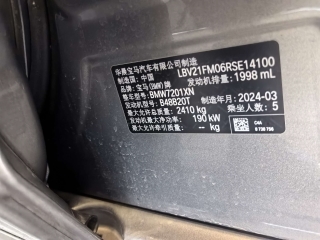 华晨宝马汽车有限公司制造
制造国: 中国 LBV21FM06RSE14100
品牌: 宝马(BMW)牌 发动机排量: 1998 mL
整车型号: BMW7201XN
发动机型号: B48B20T 制造年月: 2024-03
最大允许总质量: 2410 kg 乘坐人数: 5
发动机最大净功率: 190 kW
最大允许牵引质量: - kg